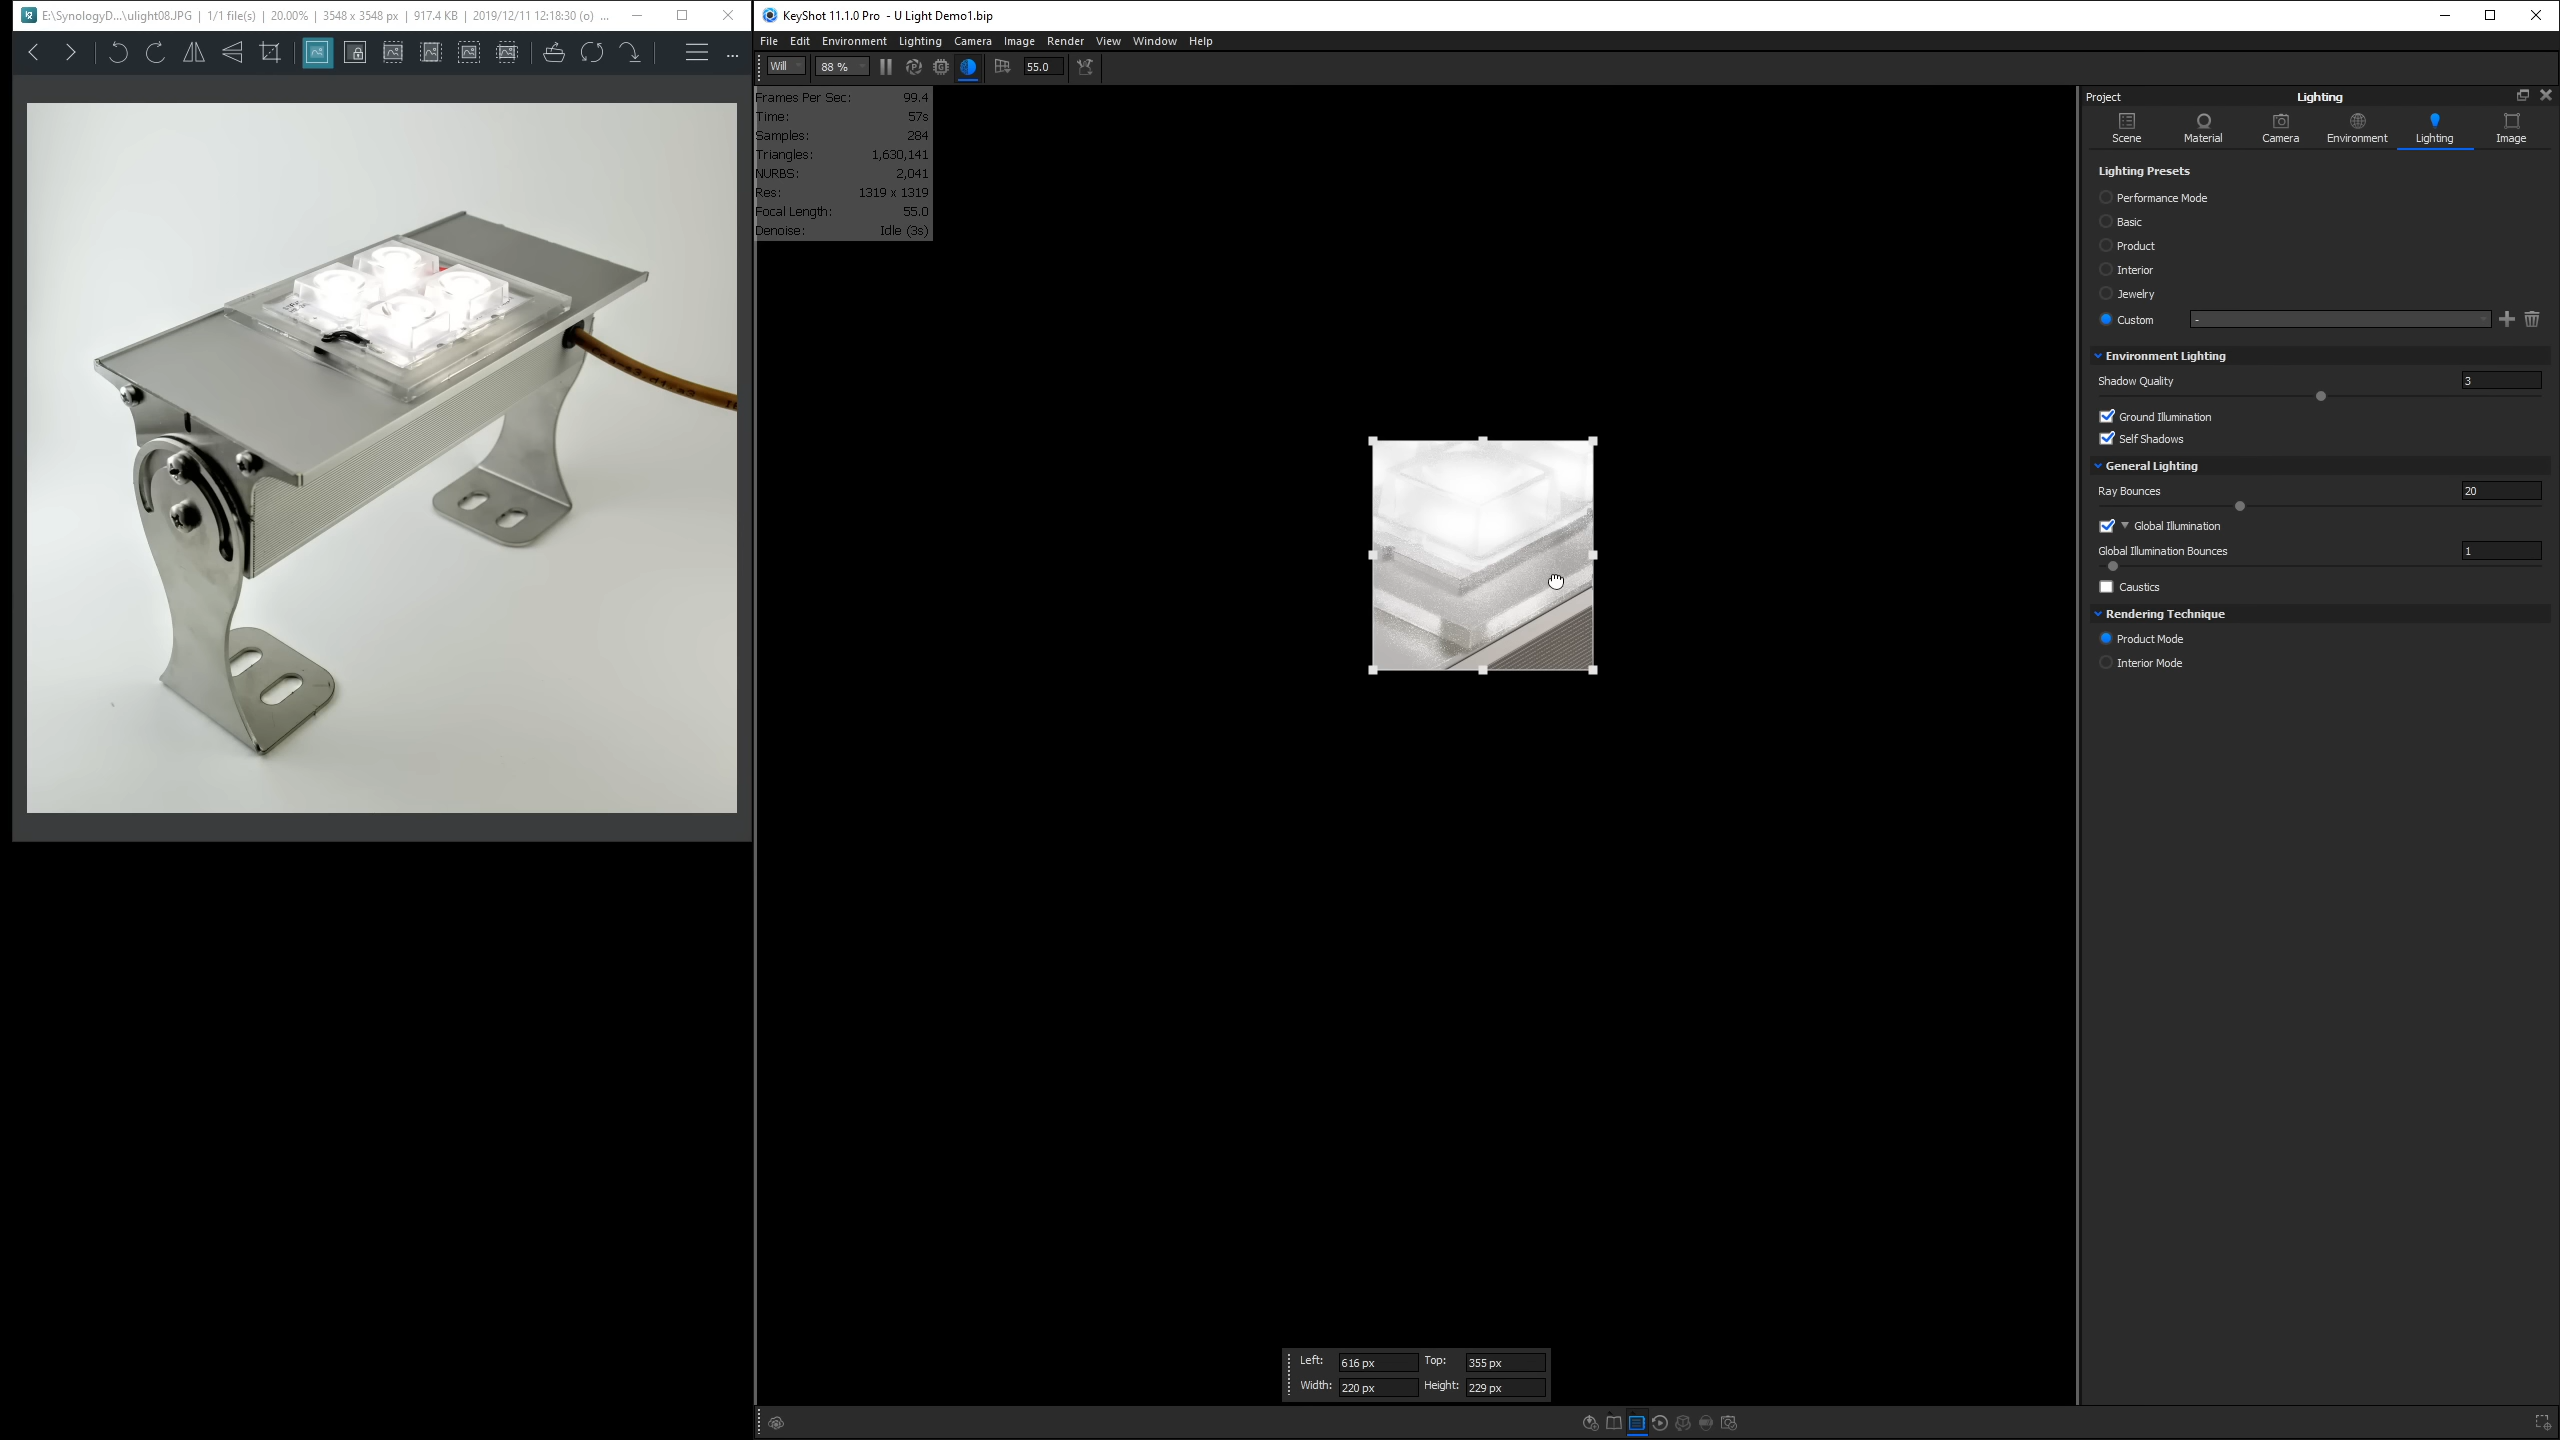 E:\SynologyD...\ulight08.JPG | 1/1 file(s) | 20.00% | 3548 x 3548 px | 917.4 KB | 2019/12/11 12:18:30 (o) ...
KeyShot 11.1.0 Pro - U Light Demo1.bip
File Edit Environment Lighting Camera Image Render View Window Help
Will 88 % 55.0
Frames Per Sec: 99.4
Time: 57s
Samples: 284
Triangles: 1,630,141
NURBS: 2,041
Res: 1319 x 1319
Focal Length: 55.0
Denoise: Idle (3s)
Project Lighting
Scene Material Camera Environment Lighting Image
Lighting Presets
Performance Mode
Basic
Product
Interior
Jewelry
Custom -
Environment Lighting
Shadow Quality 3
Ground Illumination
Self Shadows
General Lighting
Ray Bounces 20
Global Illumination
Global Illumination Bounces 1
Caustics
Rendering Technique
Product Mode
Interior Mode
Left: 616 px Top: 355 px
Width: 220 px Height: 229 px